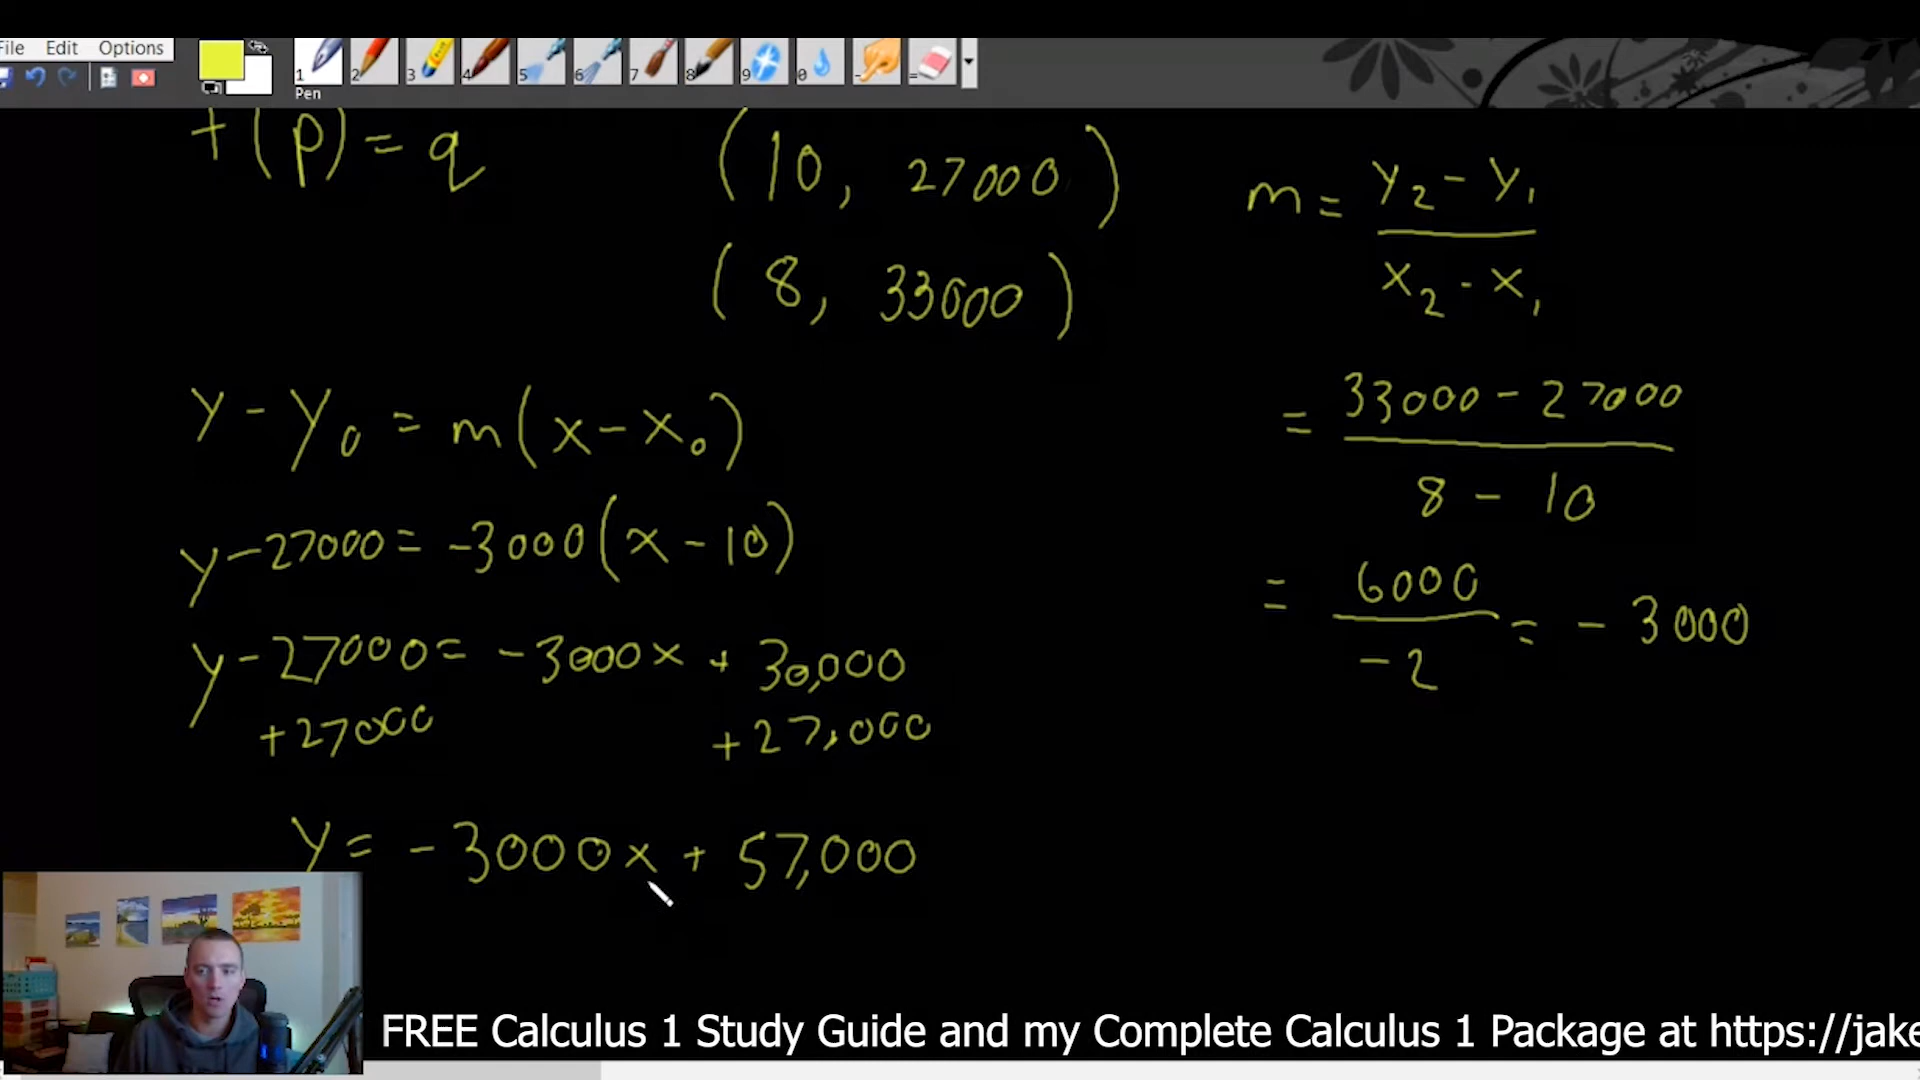 File Edit Options
1 2 3 4 5 6 7 8 9 0 - =
Pen
f(p) = q
(10, 27000)
(8, 33000)
m = (y₂ - y₁) / (x₂ - x₁)
= (33000 - 27000) / (8 - 10)
= 6000 / -2 = -3000
y - y₀ = m(x - x₀)
y - 27000 = -3000(x - 10)
y - 27000 = -3000x + 30,000
+27000 +27,000
y = -3000x + 57,000
FREE Calculus 1 Study Guide and my Complete Calculus 1 Package at https://jake